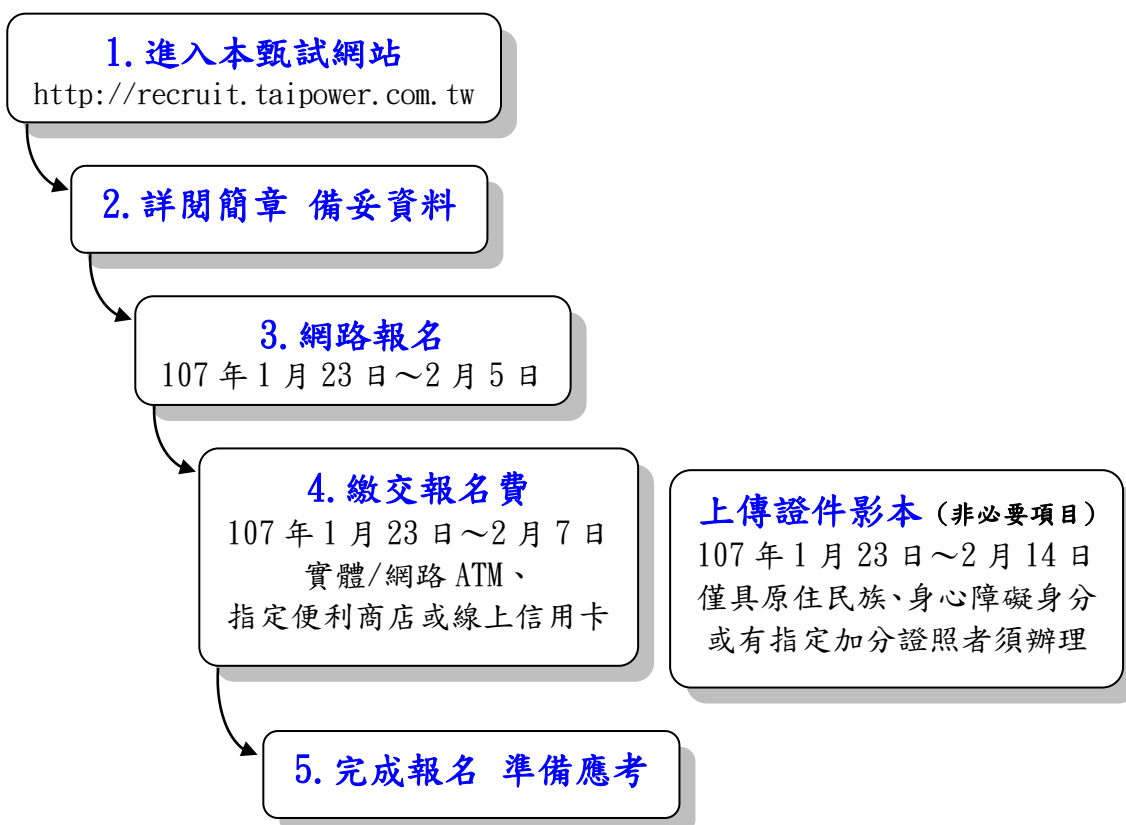 1.進入本甄試網站
http://recruit.taipower.com.tw
2.詳閱簡章 備妥資料
3.網路報名
107年1月23日～2月5日
4.繳交報名費
107年1月23日～2月7日
實體/網路ATM、
指定便利商店或線上信用卡
上傳證件影本(非必要項目)
107年1月23日～2月14日
僅具原住民族、身心障礙身分
或有指定加分證照者須辦理
5.完成報名 準備應考